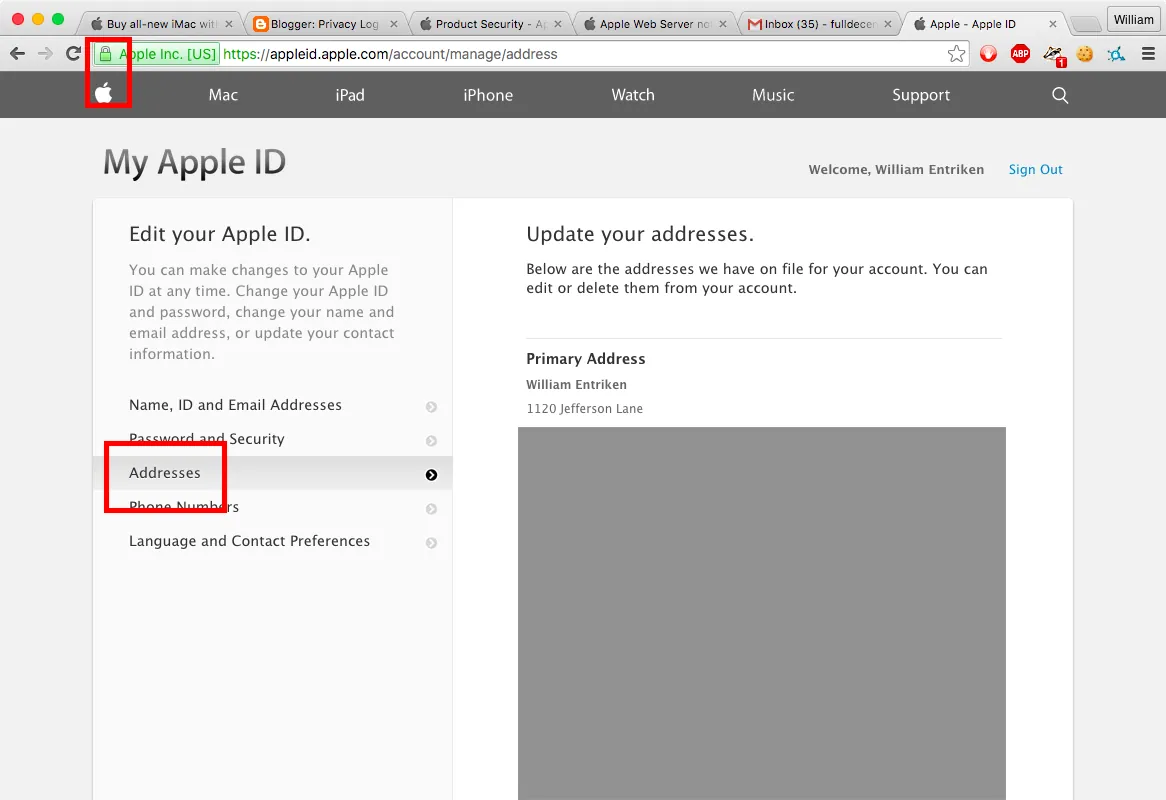 Buy all-new iMac with
Blogger: Privacy Log
Product Security - Ap
Apple Web Server no
Inbox (35) - fulldecen
Apple - Apple ID
William
Apple Inc. [US] https://appleid.apple.com/account/manage/address
ABP
1
Mac
iPad
iPhone
Watch
Music
Support
My Apple ID
Welcome, William Entriken
Sign Out
Edit your Apple ID.
You can make changes to your Apple
ID at any time. Change your Apple ID
and password, change your name and
email address, or update your contact
information.
Name, ID and Email Addresses
Password and Security
Addresses
Phone Numbers
Language and Contact Preferences
Update your addresses.
Below are the addresses we have on file for your account. You can
edit or delete them from your account.
Primary Address
William Entriken
1120 Jefferson Lane